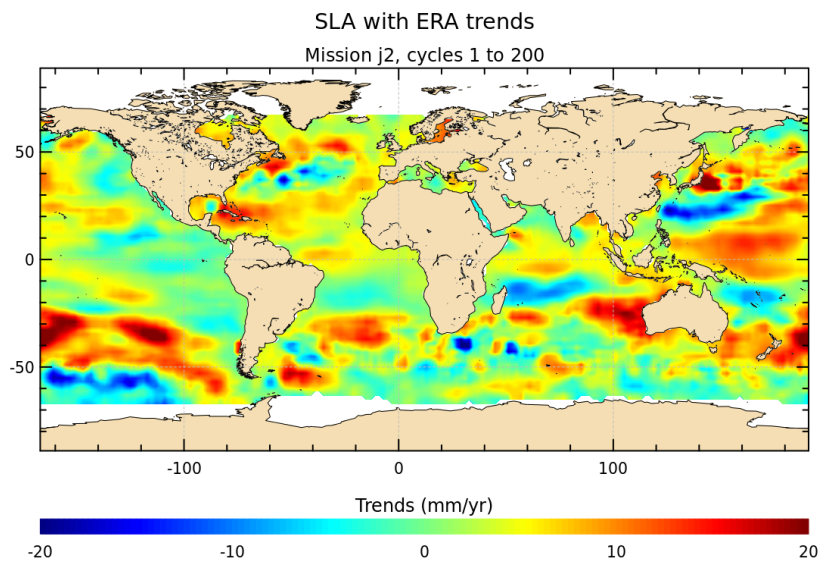 SLA with ERA trends
Mission j2, cycles 1 to 200
50
0
-50
-100 0 100
Trends (mm/yr)
-20 -10 0 10 20